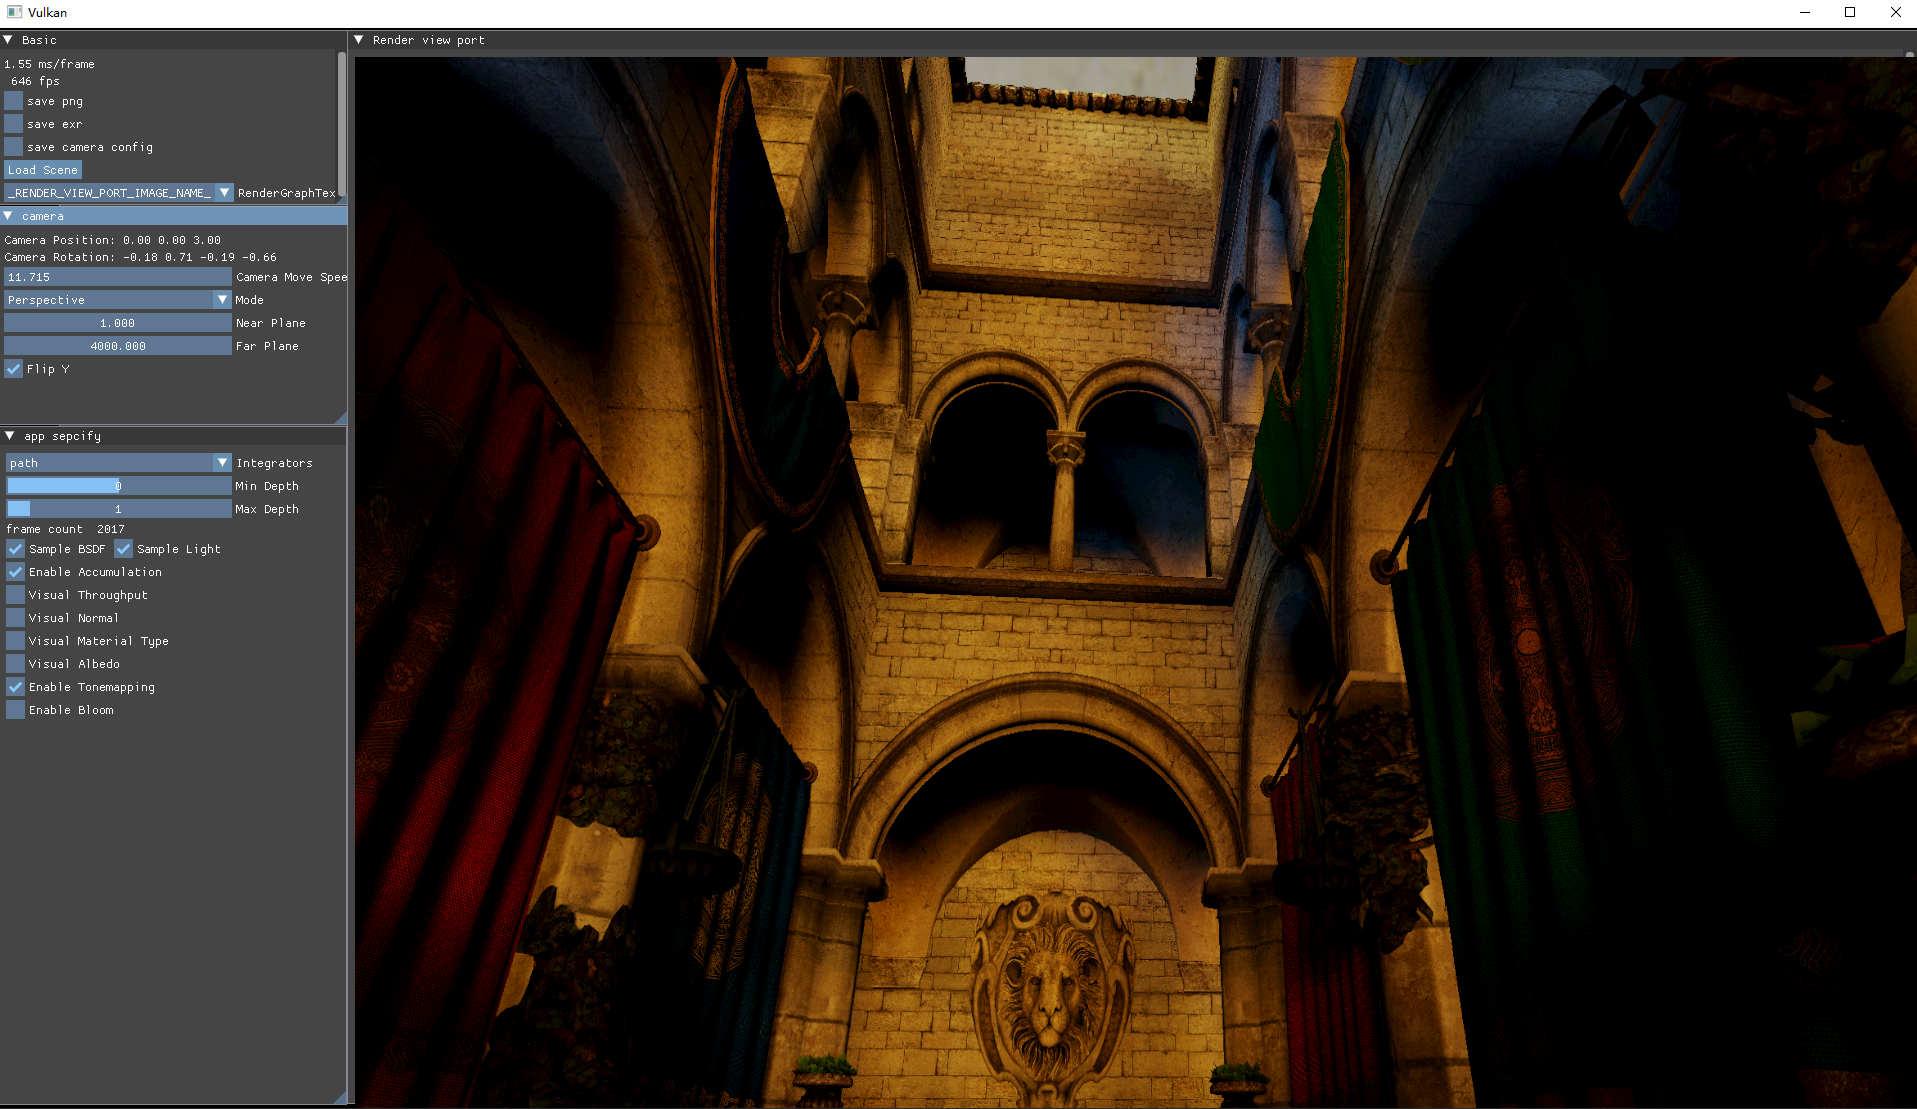 Vulkan
Basic
Render view port
1.55 ms/frame
646 fps
save png
save exr
save camera config
Load Scene
_RENDER_VIEW_PORT_IMAGE_NAME_ RenderGraphTex
camera
Camera Position: 0.00 0.00 3.00
Camera Rotation: -0.18 0.71 -0.19 -0.66
11.715 Camera Move Spee
Perspective Mode
1.000 Near Plane
4000.000 Far Plane
Flip Y
app sepcify
path Integrators
0 Min Depth
1 Max Depth
frame count 2017
Sample BSDF Sample Light
Enable Accumulation
Visual Throughput
Visual Normal
Visual Material Type
Visual Albedo
Enable Tonemapping
Enable Bloom